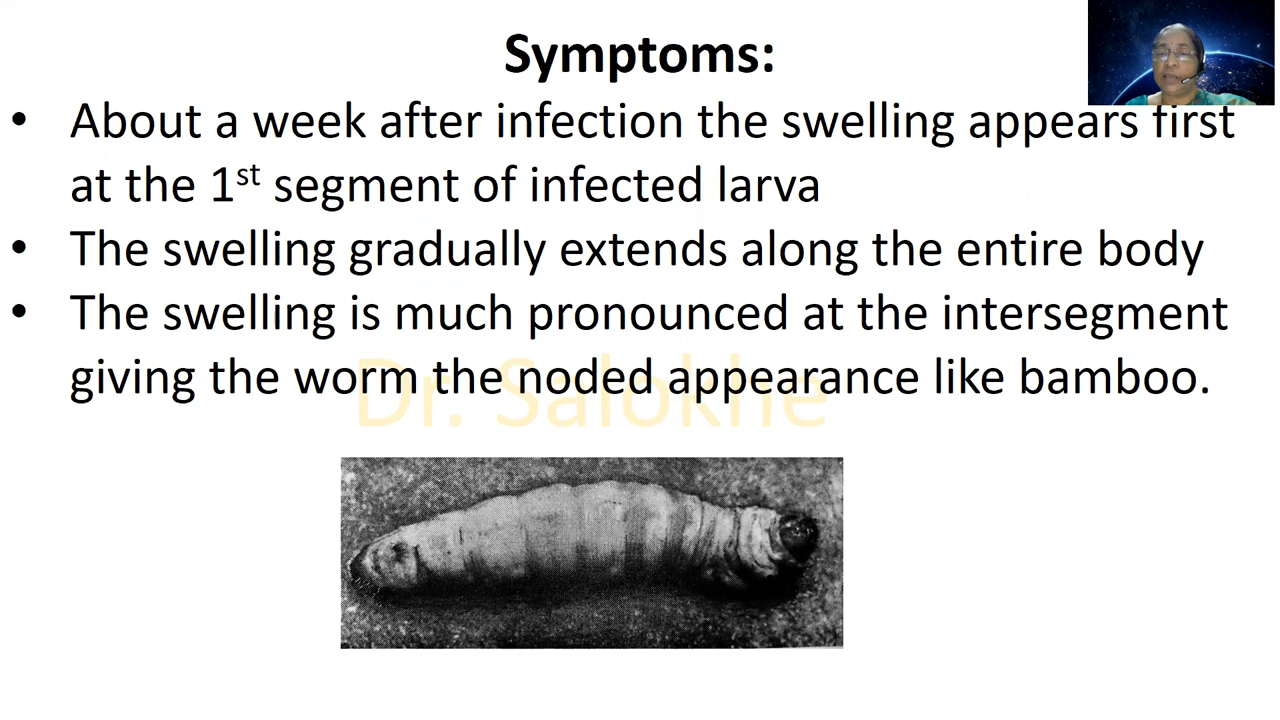 Symptoms:
• About a week after infection the swelling appears first
at the 1st segment of infected larva
• The swelling gradually extends along the entire body
• The swelling is much pronounced at the intersegment
giving the worm the noded appearance like bamboo.
Dr. Salokhe